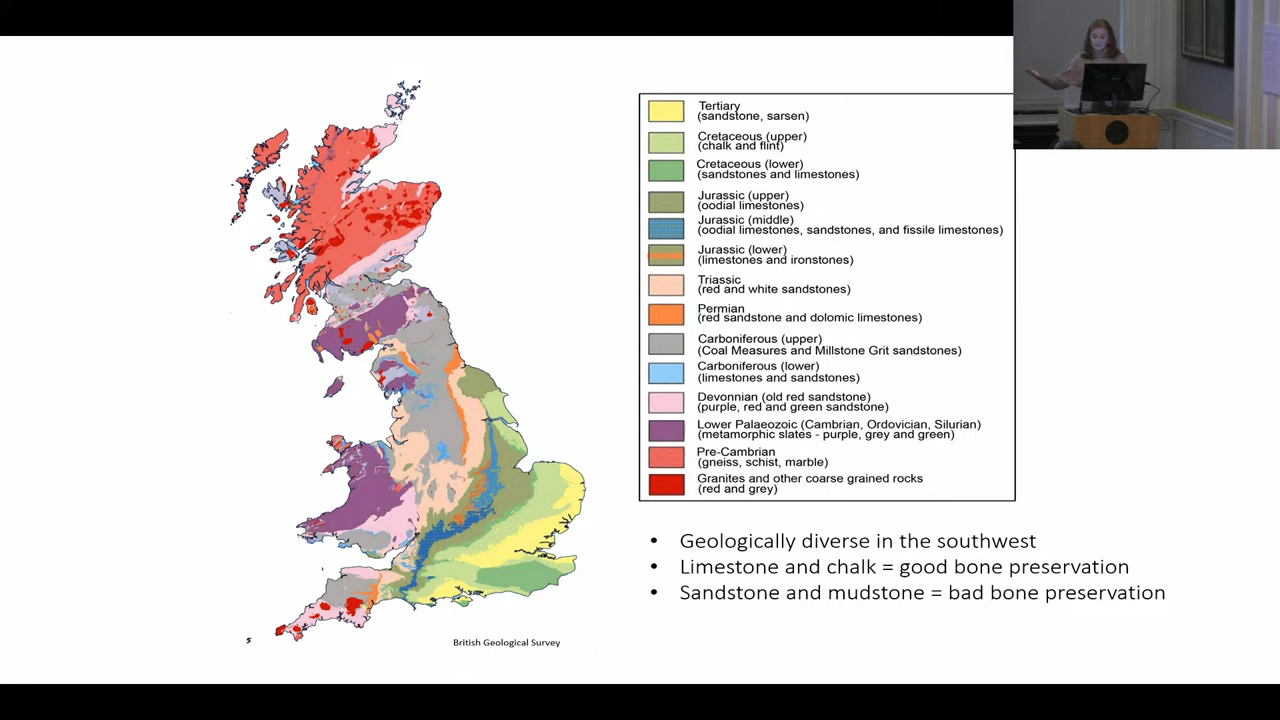 Tertiary
(sandstone, sarsen)
Cretaceous (upper)
(chalk and flint)
Cretaceous (lower)
(sandstones and limestones)
Jurassic (upper)
(oodial limestones)
Jurassic (middle)
(oodial limestones, sandstones, and fissile limestones)
Jurassic (lower)
(limestones and ironstones)
Triassic
(red and white sandstones)
Permian
(red sandstone and dolomic limestones)
Carboniferous (upper)
(Coal Measures and Millstone Grit sandstones)
Carboniferous (lower)
(limestones and sandstones)
Devonnian (old red sandstone)
(purple, red and green sandstone)
Lower Palaeozoic (Cambrian, Ordovician, Silurian)
(metamorphic slates - purple, grey and green)
Pre-Cambrian
(gneiss, schist, marble)
Granites and other coarse grained rocks
(red and grey)
• Geologically diverse in the southwest
• Limestone and chalk = good bone preservation
• Sandstone and mudstone = bad bone preservation
British Geological Survey